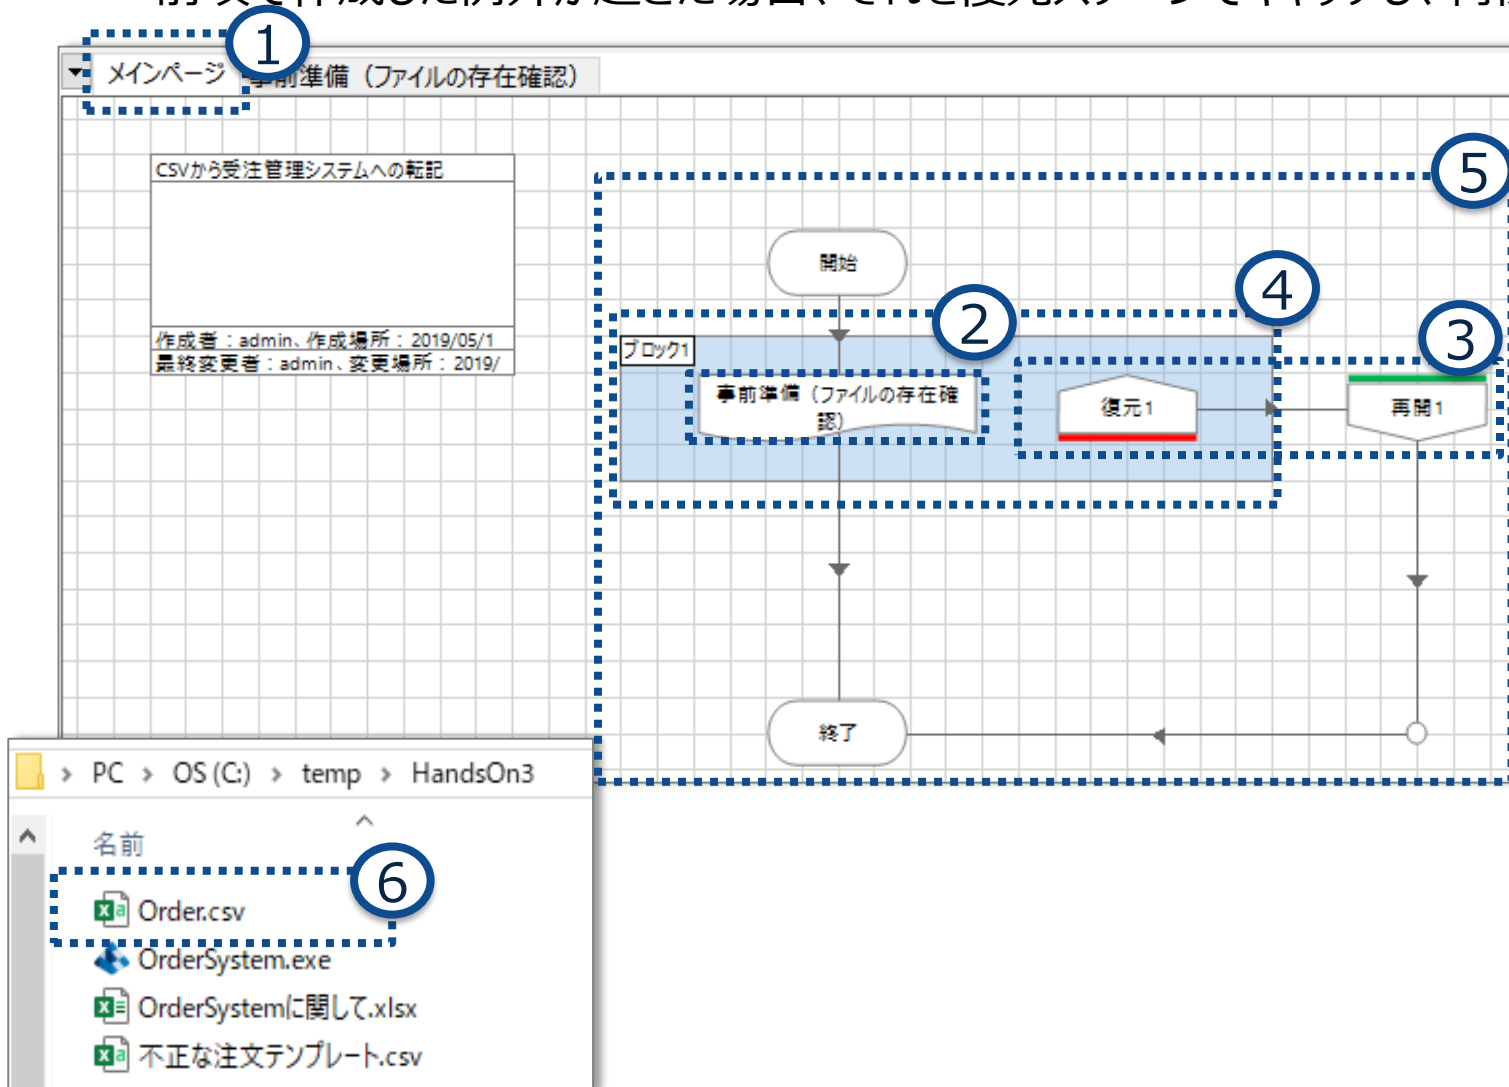 ①
メインページ
事前準備（ファイルの存在確認）
CSVから受注管理システムへの転記
作成者：admin、作成場所：2019/05/1
最終変更者：admin、変更場所：2019/
⑤
開始
④
②
③
ブロック1
事前準備（ファイルの存在確
認）
復元1
再開1
終了
PC > OS (C:) > temp > HandsOn3
名前
⑥
Order.csv
OrderSystem.exe
OrderSystemに関して.xlsx
不正な注文テンプレート.csv